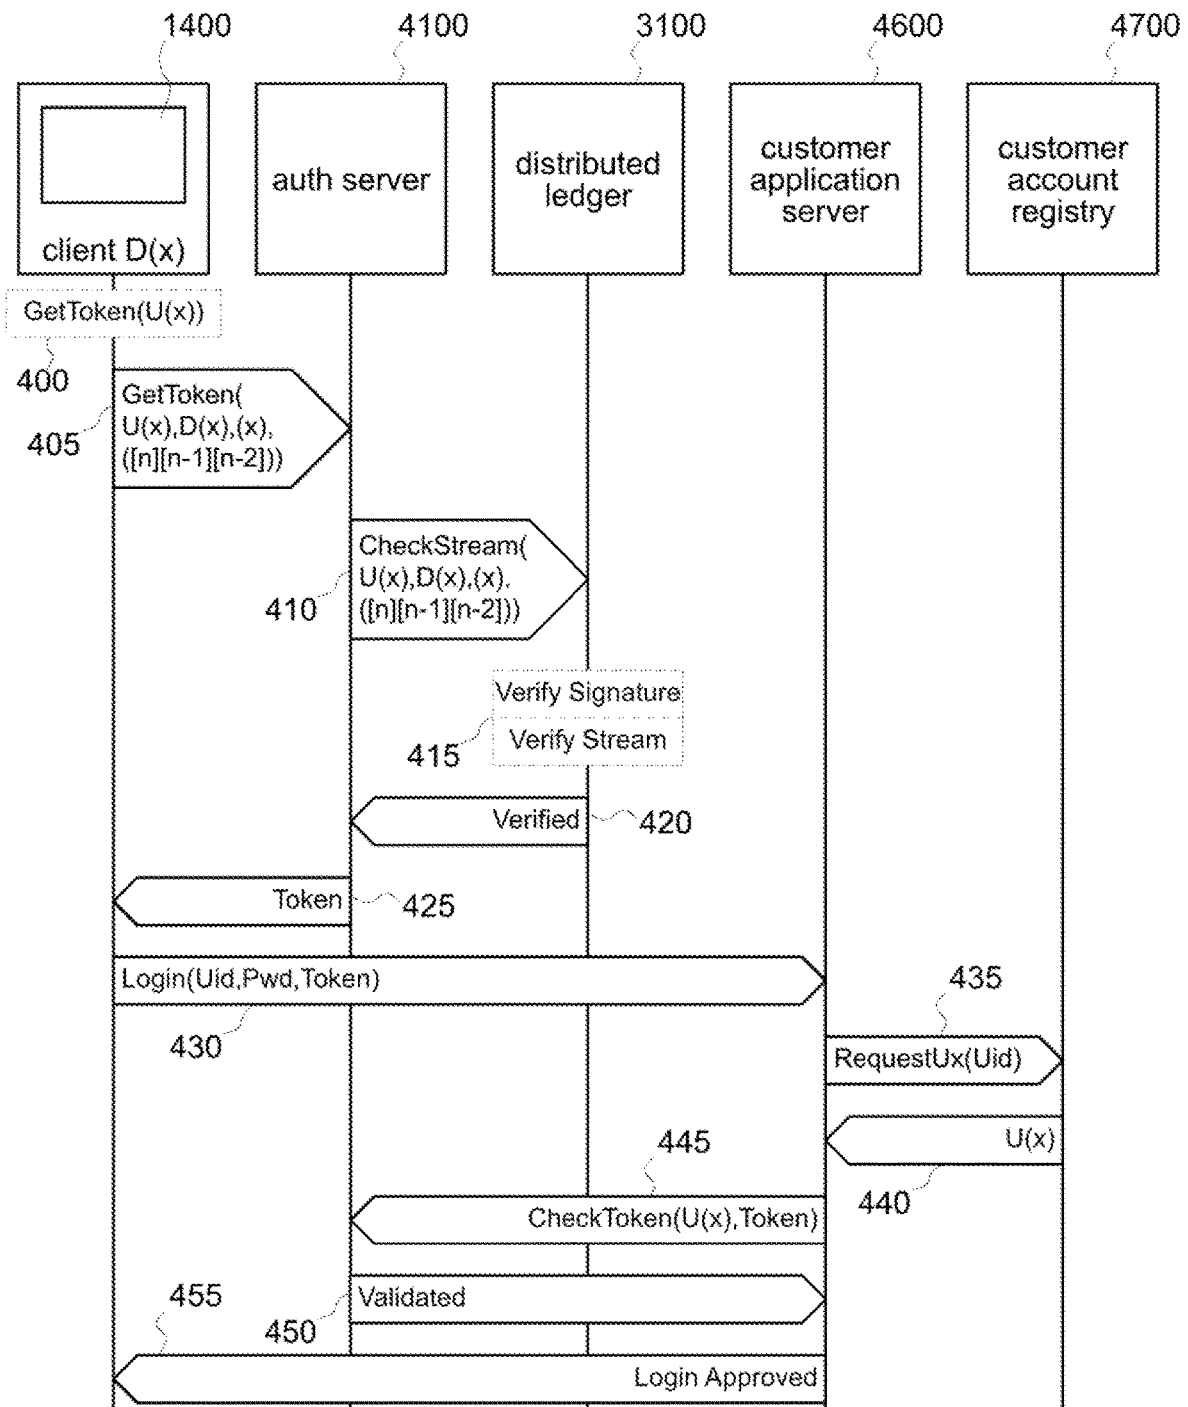 1400
4100
3100
4600
4700
client D(x)
auth server
distributed
ledger
customer
application
server
customer
account
registry
GetToken(U(x))
400
GetToken(
U(x),D(x),(x),
([n][n-1][n-2]))
405
CheckStream(
U(x),D(x),(x),
([n][n-1][n-2]))
410
Verify Signature
Verify Stream
415
Verified
420
Token
425
Login(Uid,Pwd,Token)
430
435
RequestUx(Uid)
U(x)
440
445
CheckToken(U(x),Token)
Validated
450
455
Login Approved